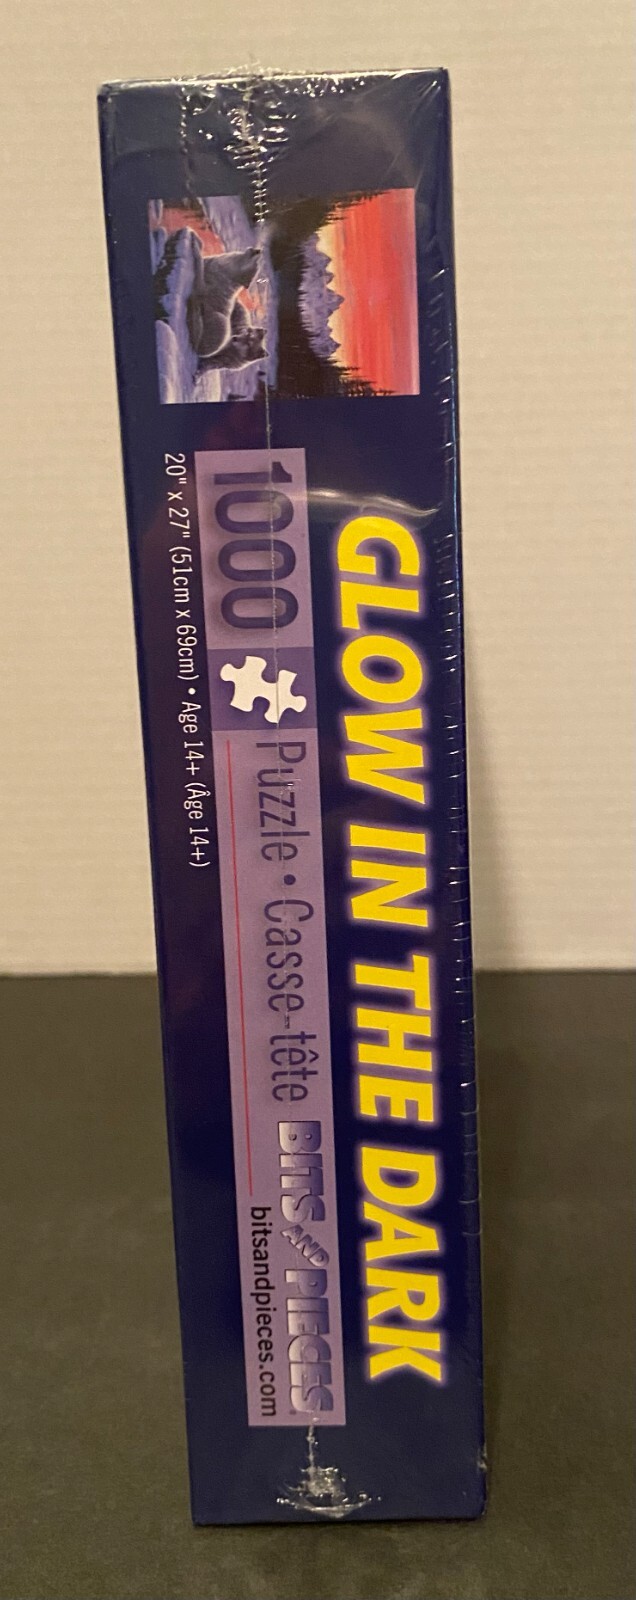 GLOW IN THE DARK
1000 Puzzle • Casse-tête BITS AND PIECES
bitsandpieces.com
20" x 27" (51cm x 69cm) • Age 14+ (Âge 14+)